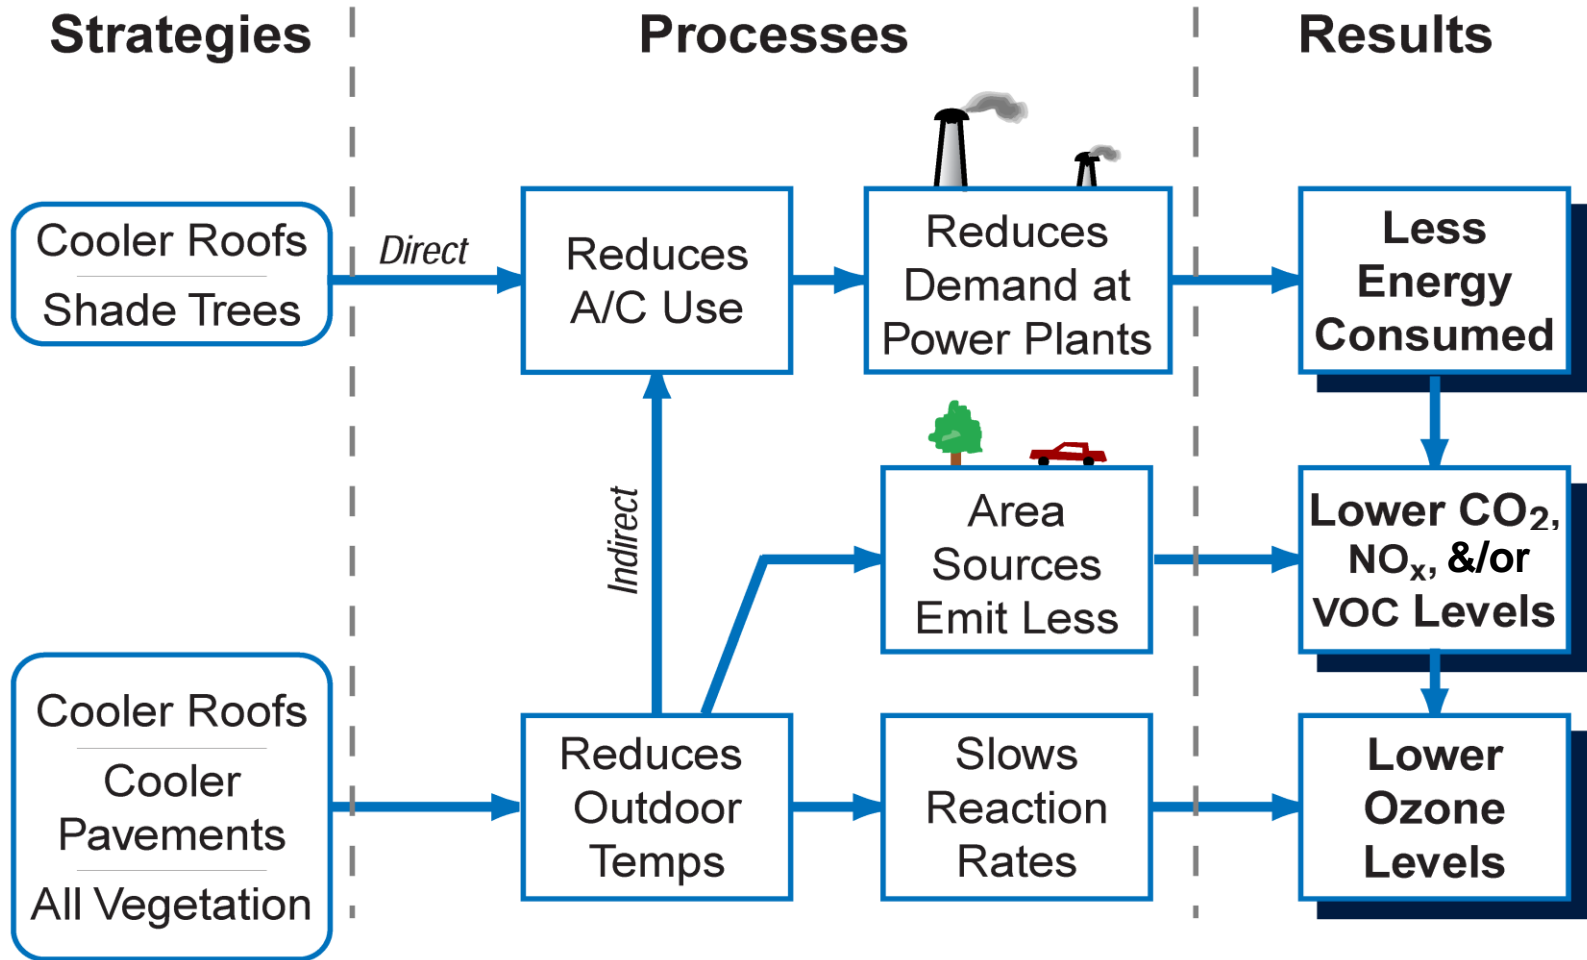 Strategies
Processes
Results
Cooler Roofs
Shade Trees
Direct
Reduces
A/C Use
Reduces
Demand at
Power Plants
Less
Energy
Consumed
Indirect
Area
Sources
Emit Less
Lower CO₂,
NOₓ, &/or
VOC Levels
Cooler Roofs
Cooler
Pavements
All Vegetation
Reduces
Outdoor
Temps
Slows
Reaction
Rates
Lower
Ozone
Levels